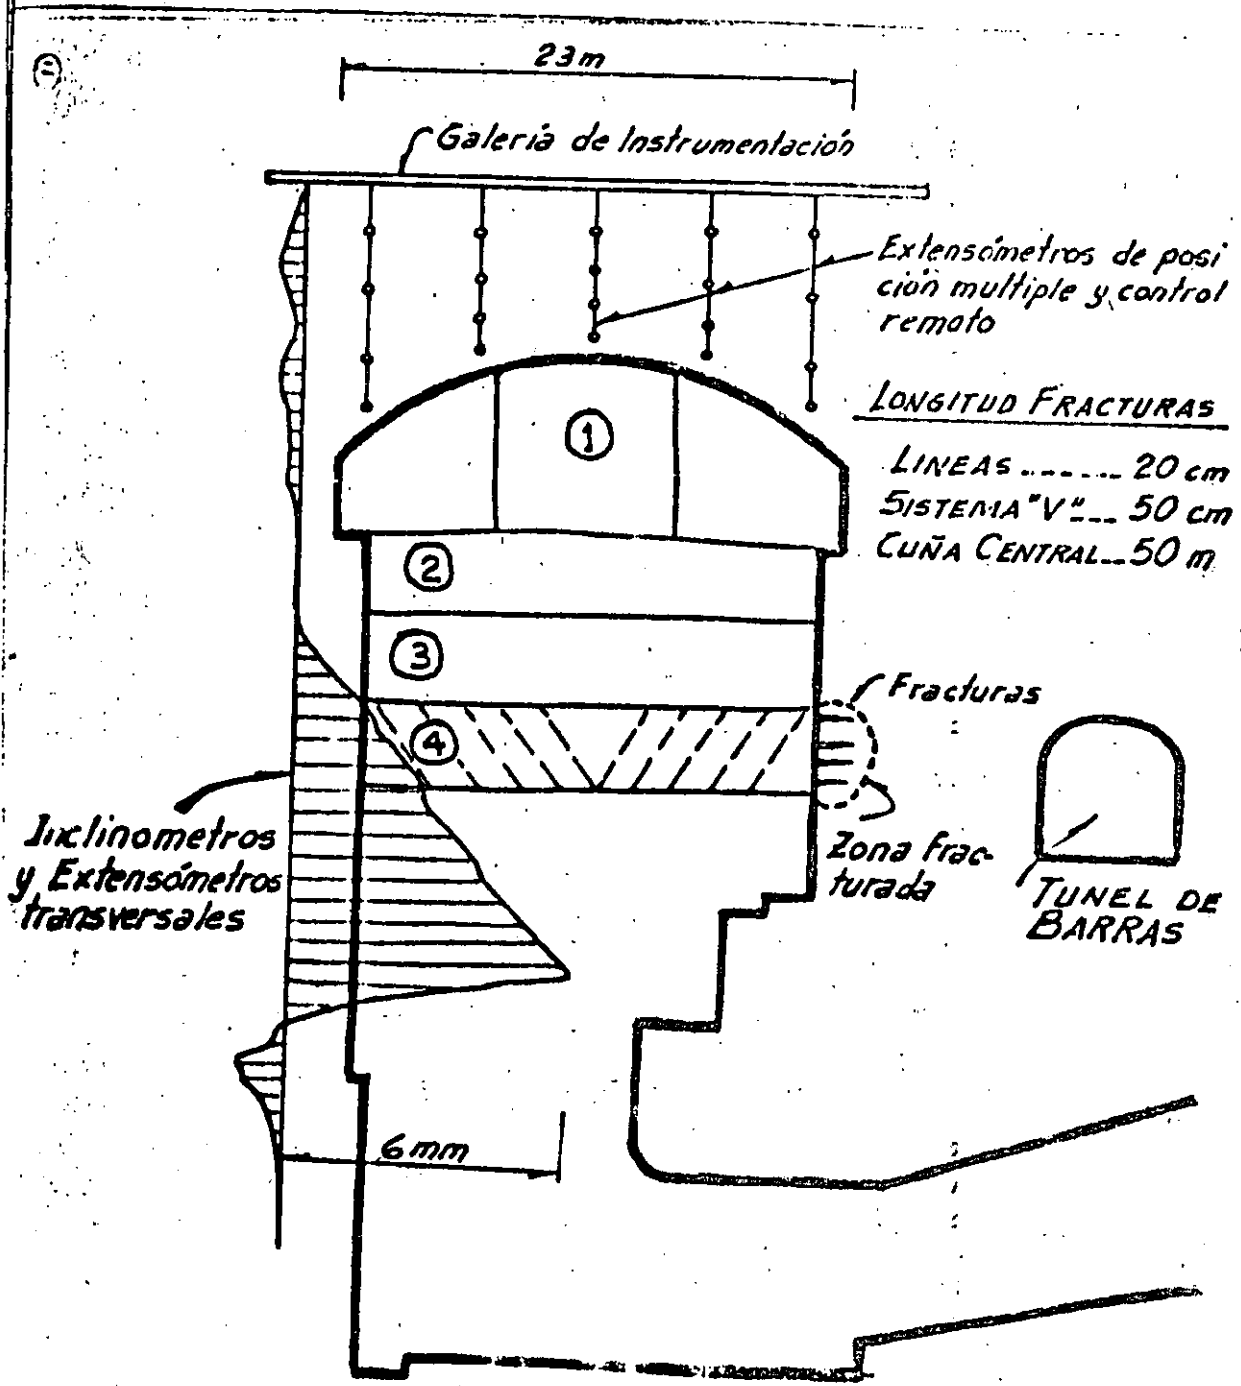 23m
Galería de Instrumentación
Extensómetros de posi
ción multiple y control
remoto
LONGITUD FRACTURAS
LINEAS ....... 20 cm
SISTEMA "V" ... 50 cm
CUÑA CENTRAL .. 50 m
1
2
3
4
Fracturas
Inclinometros
y Extensómetros
transversales
Zona frac-
turada
TUNEL DE
BARRAS
6mm